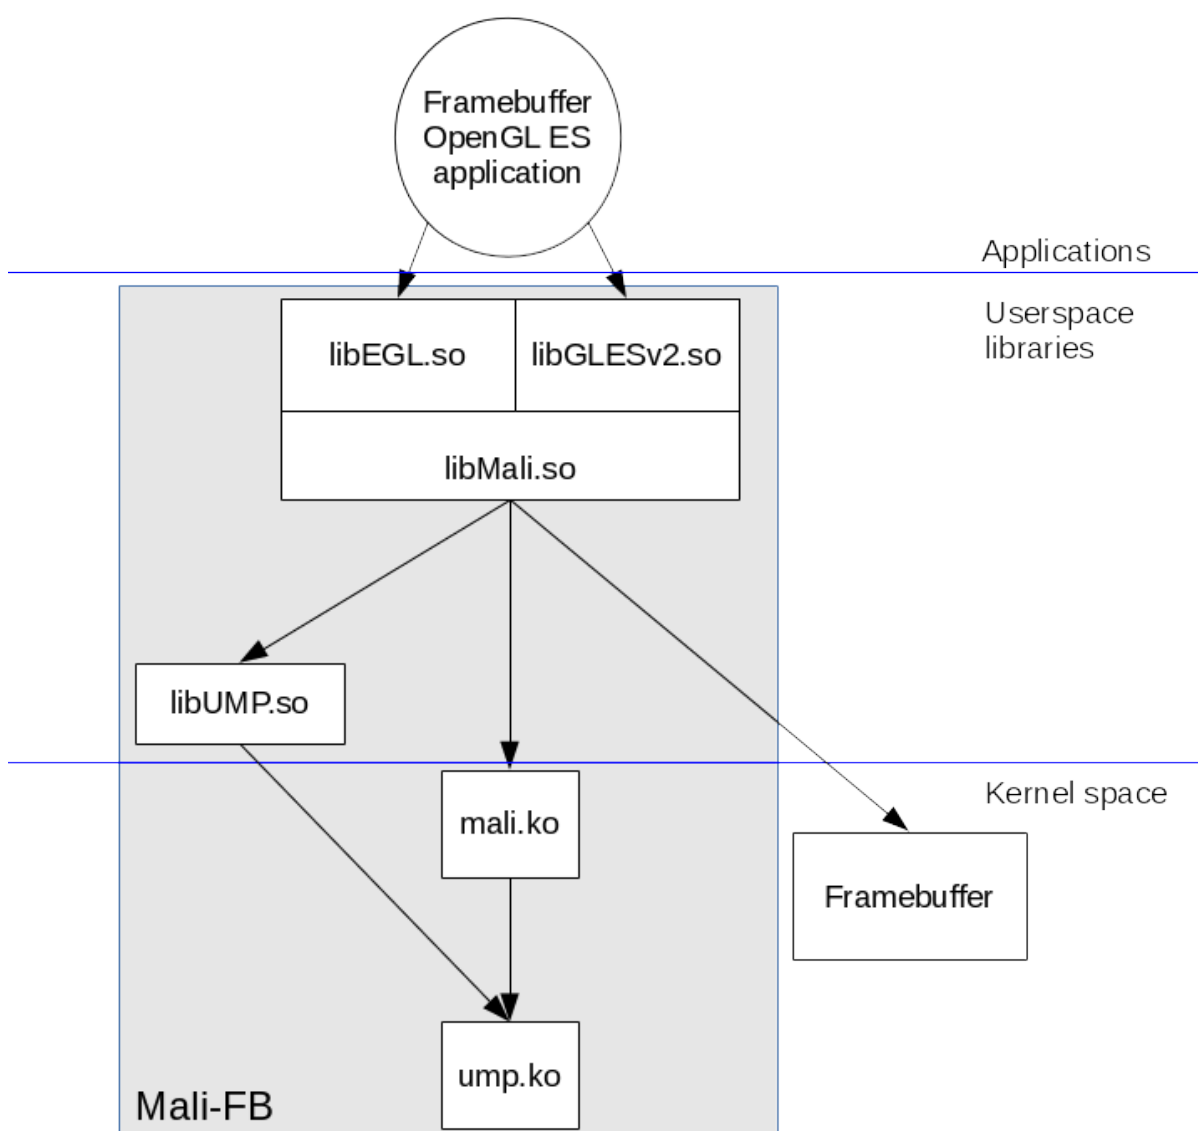 Framebuffer
OpenGL ES
application
Applications
Userspace
libraries
libEGL.so
libGLESv2.so
libMali.so
libUMP.so
Kernel space
mali.ko
Framebuffer
ump.ko
Mali-FB